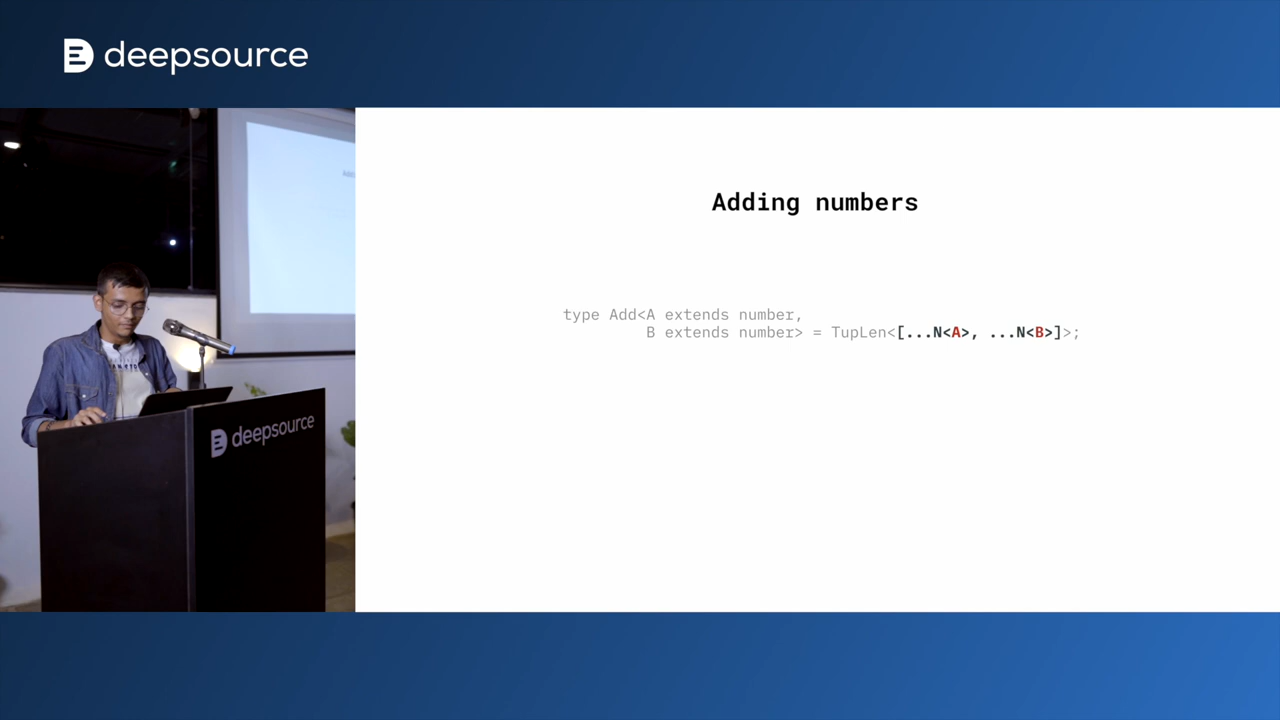 deepsource
Adding numbers
type Add<A extends number,
B extends number> = TupLen<[...N<A>, ...N<B>]>;
deepsource